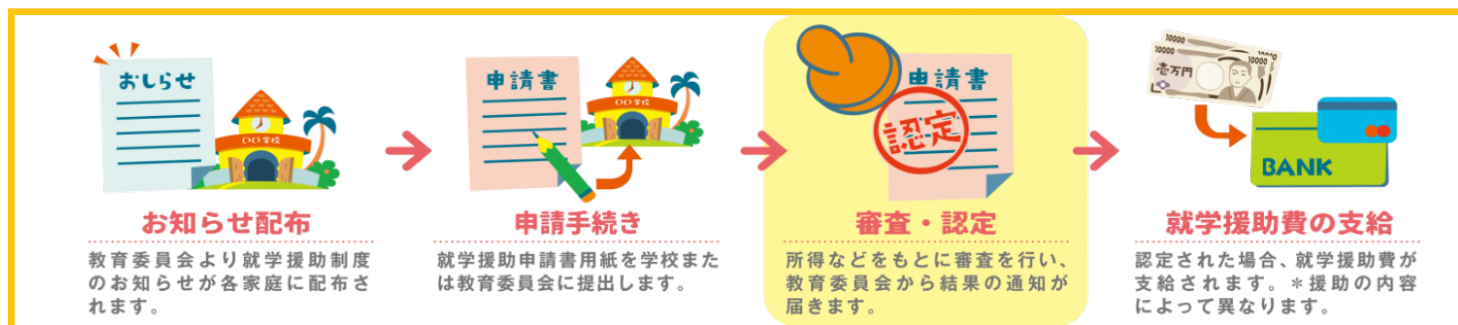 おしらせ
〇〇学校
お知らせ配布
教育委員会より就学援助制度
のお知らせが各家庭に配布さ
れます。
申請書
〇〇学校
申請手続き
就学援助申請書用紙を学校また
は教育委員会に提出します。
申請書
認定
審査・認定
所得などをもとに審査を行い、
教育委員会から結果の通知が
届きます。
10000
10000
10000
10000
壱万円
BANK
就学援助費の支給
認定された場合、就学援助費が
支給されます。＊援助の内容
によって異なります。